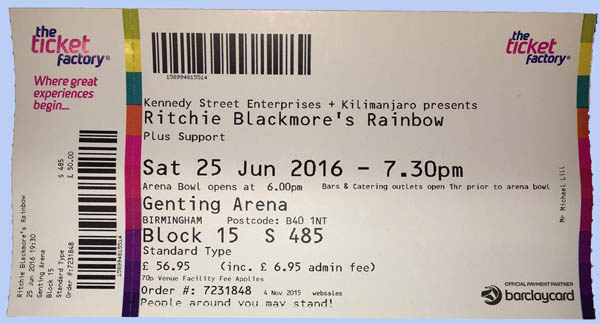 the
ticket
factory
Where great
experiences
begin...
S 485
£ 50.00
Ritchie Blackmore's Rainbow
25 Jun 2016 19:30
Genting Arena
Block 15
Standard Type
Order #:7231848
158994815514
158994815514
the
ticket
factory
Kennedy Street Enterprises + Kilimanjaro presents
Ritchie Blackmore's Rainbow
Plus Support
Sat 25 Jun 2016 - 7.30pm
Arena Bowl opens at 6.00pm Bars & Catering outlets open 1hr prior to arena bowl
Genting Arena
BIRMINGHAM Postcode: B40 1NT
Block 15 S 485
Standard Type
£ 56.95 (inc. £ 6.95 admin fee)
70p Venue Facility Fee Applies
Order #: 7231848 4 Nov 2015 websales
People around you may stand!
Mr Michael Lill
OFFICIAL PAYMENT PARTNER
barclaycard